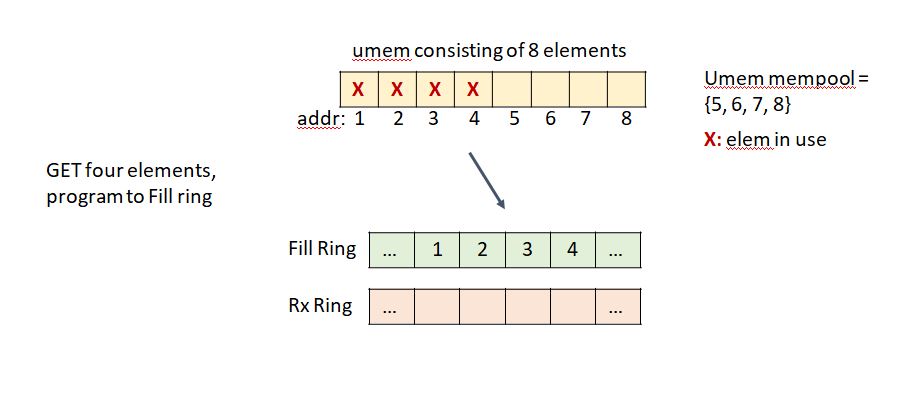 umem consisting of 8 elements
X X X X
addr: 1 2 3 4 5 6 7 8
Umem mempool =
{5, 6, 7, 8}
X: elem in use
GET four elements,
program to Fill ring
Fill Ring ... 1 2 3 4 ...
Rx Ring ... ...